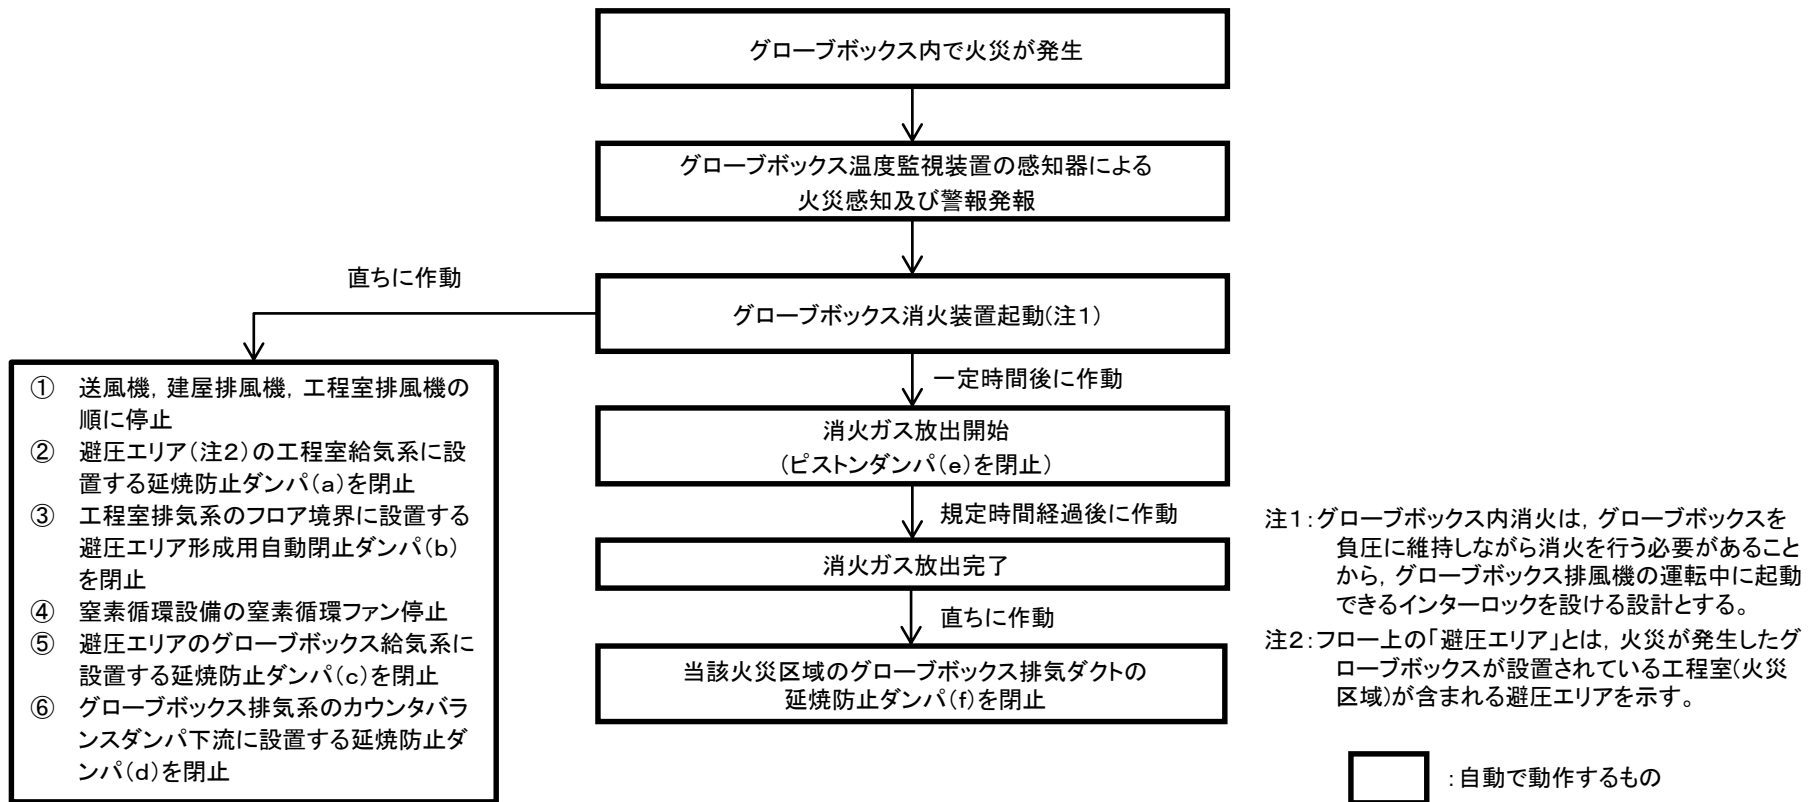 グローブボックス内で火災が発生
グローブボックス温度監視装置の感知器による
火災感知及び警報発報
直ちに作動
グローブボックス消火装置起動(注1)
一定時間後に作動
消火ガス放出開始
(ピストンダンパ(e)を閉止)
規定時間経過後に作動
消火ガス放出完了
直ちに作動
当該火災区域のグローブボックス排気ダクトの
延焼防止ダンパ(f)を閉止
① 送風機, 建屋排風機, 工程室排風機の
順に停止
② 避圧エリア(注2)の工程室給気系に設
置する延焼防止ダンパ(a)を閉止
③ 工程室排気系のフロア境界に設置する
避圧エリア形成用自動閉止ダンパ(b)
を閉止
④ 窒素循環設備の窒素循環ファン停止
⑤ 避圧エリアのグローブボックス給気系に
設置する延焼防止ダンパ(c)を閉止
⑥ グローブボックス排気系のカウンタバラ
ンスダンパ下流に設置する延焼防止ダ
ンパ(d)を閉止
注1:グローブボックス内消火は, グローブボックスを
負圧に維持しながら消火を行う必要があること
から, グローブボックス排風機の運転中に起動
できるインターロックを設ける設計とする。
注2:フロー上の「避圧エリア」とは, 火災が発生したグ
ローブボックスが設置されている工程室(火災
区域)が含まれる避圧エリアを示す。
:自動で動作するもの